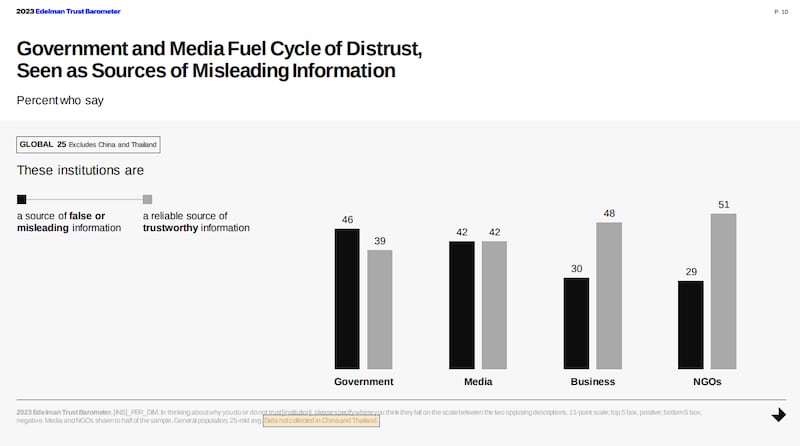 2023 Edelman Trust Barometer
P. 10
Government and Media Fuel Cycle of Distrust,
Seen as Sources of Misleading Information
Percent who say
GLOBAL 25 Excludes China and Thailand
These institutions are
a source of false or
misleading information
a reliable source of
trustworthy information
46
39
42
42
30
48
29
51
Government
Media
Business
NGOs
2023 Edelman Trust Barometer. [INS]_PER_DIM. In thinking about why you do or do not trust [institution], please specify where you think they fall on the scale between the two opposing descriptions. 11-point scale; top 5 box, positive; bottom 5 box,
negative. Media and NGOs shown to half of the sample. General population, 25-mkt avg. Data not collected in China and Thailand.